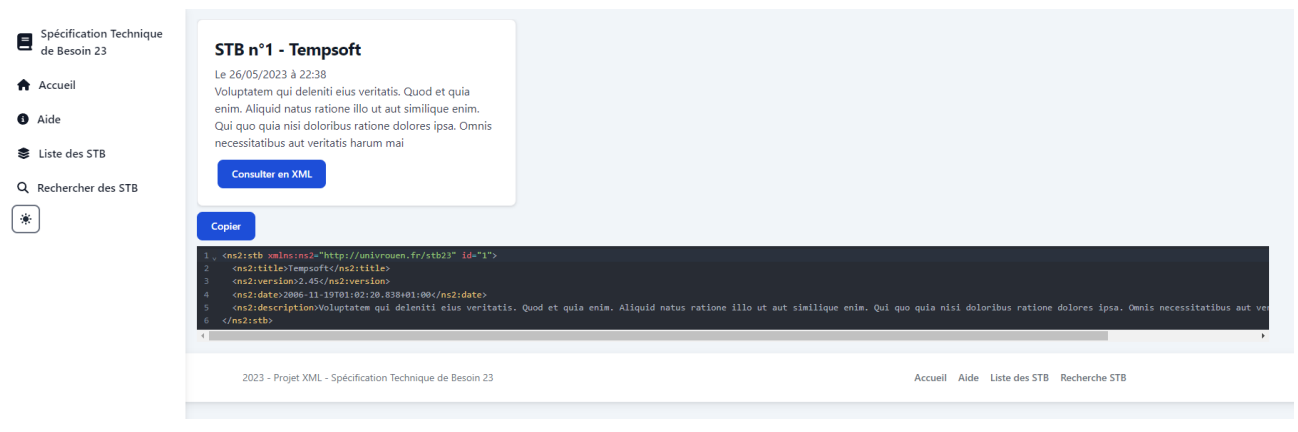 Spécification Technique
de Besoin 23
Accueil
Aide
Liste des STB
Rechercher des STB
STB n°1 - Tempsoft
Le 26/05/2023 à 22:38
Voluptatem qui deleniti eius veritatis. Quod et quia
enim. Aliquid natus ratione illo ut aut similique enim.
Qui quo quia nisi doloribus ratione dolores ipsa. Omnis
necessitatibus aut veritatis harum mai
Consulter en XML
Copier
1 <ns2:stb xmlns:ns2="http://univrouen.fr/stb23" id="1">
2 <ns2:title>Tempsoft</ns2:title>
3 <ns2:version>2.45</ns2:version>
4 <ns2:date>2006-11-19T01:02:20.838+01:00</ns2:date>
5 <ns2:description>Voluptatem qui deleniti eius veritatis. Quod et quia enim. Aliquid natus ratione illo ut aut similique enim. Qui quo quia nisi doloribus ratione dolores ipsa. Omnis necessitatibus aut ver
6 </ns2:stb>
2023 - Projet XML - Spécification Technique de Besoin 23
Accueil Aide Liste des STB Recherche STB